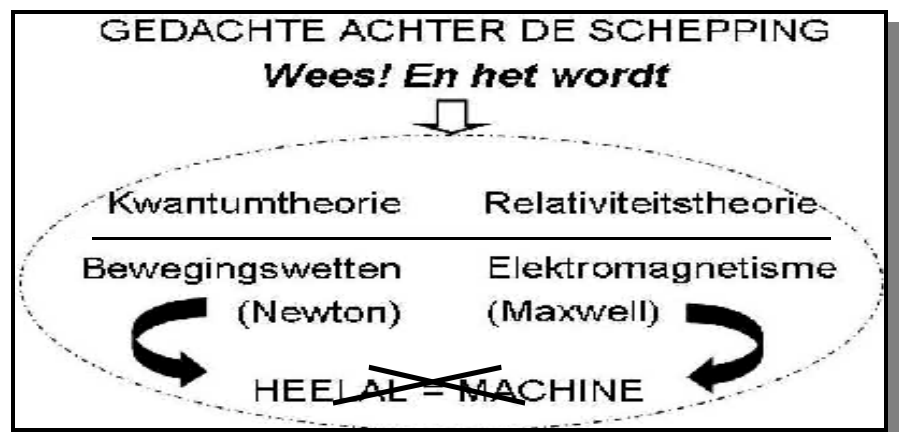 GEDACHTE ACHTER DE SCHEPPING
Wees! En het wordt
Kwantumtheorie Relativiteitstheorie
Bewegingswetten Elektromagnetisme
(Newton) (Maxwell)
HEELAL = MACHINE